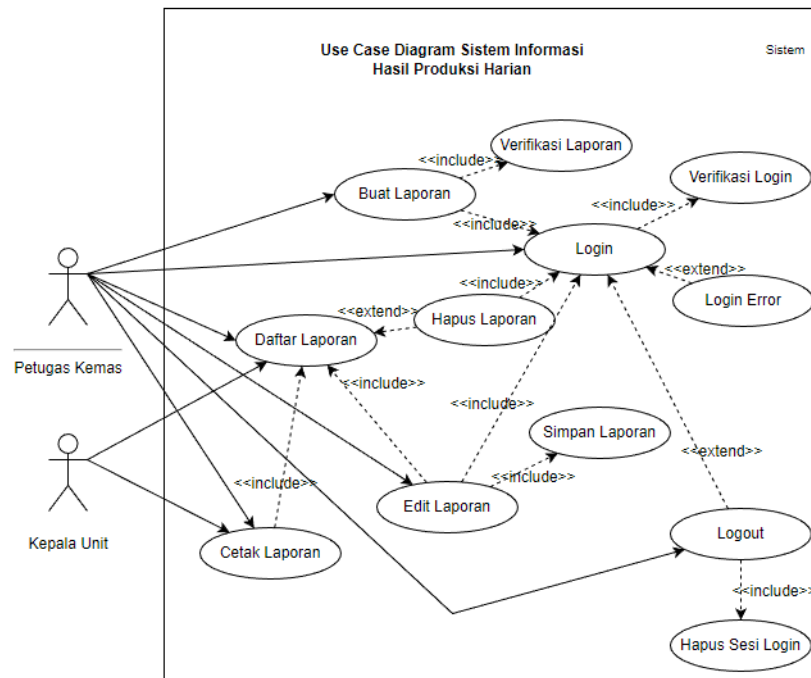 Use Case Diagram Sistem Informasi
Hasil Produksi Harian
Sistem
Verifikasi Laporan
<<include>>
Buat Laporan
Verifikasi Login
<<include>>
<<include>>
Login
<<extend>>
<<include>>
Login Error
<<extend>>
Hapus Laporan
Daftar Laporan
Petugas Kemas
<<include>>
<<include>>
Simpan Laporan
<<extend>>
<<include>>
<<include>>
Edit Laporan
Kepala Unit
Cetak Laporan
Logout
<<include>>
Hapus Sesi Login